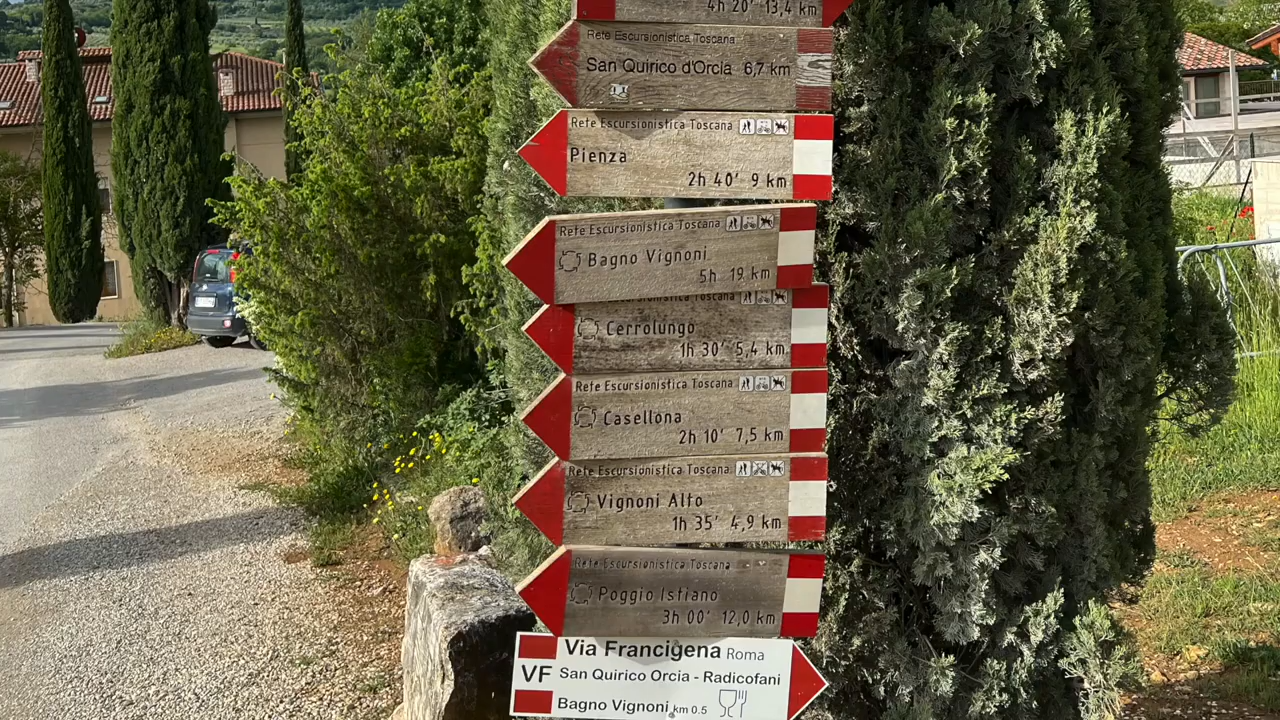 4h 20' 13,4 km
Rete Escursionistica Toscana
San Quirico d'Orcia 6,7 km
Rete Escursionistica Toscana
Pienza
2h 40' 9 km
Rete Escursionistica Toscana
Bagno Vignoni
5h 19 km
Rete Escursionistica Toscana
Cerrolungo
1h 30' 5,4 km
Rete Escursionistica Toscana
Casellona
2h 10' 7,5 km
Rete Escursionistica Toscana
Vignoni Alto
1h 35' 4,9 km
Rete Escursionistica Toscana
Poggio Istiano
3h 00' 12,0 km
Via Francigena Roma
VF San Quirico Orcia - Radicofani
Bagno Vignoni km 0.5